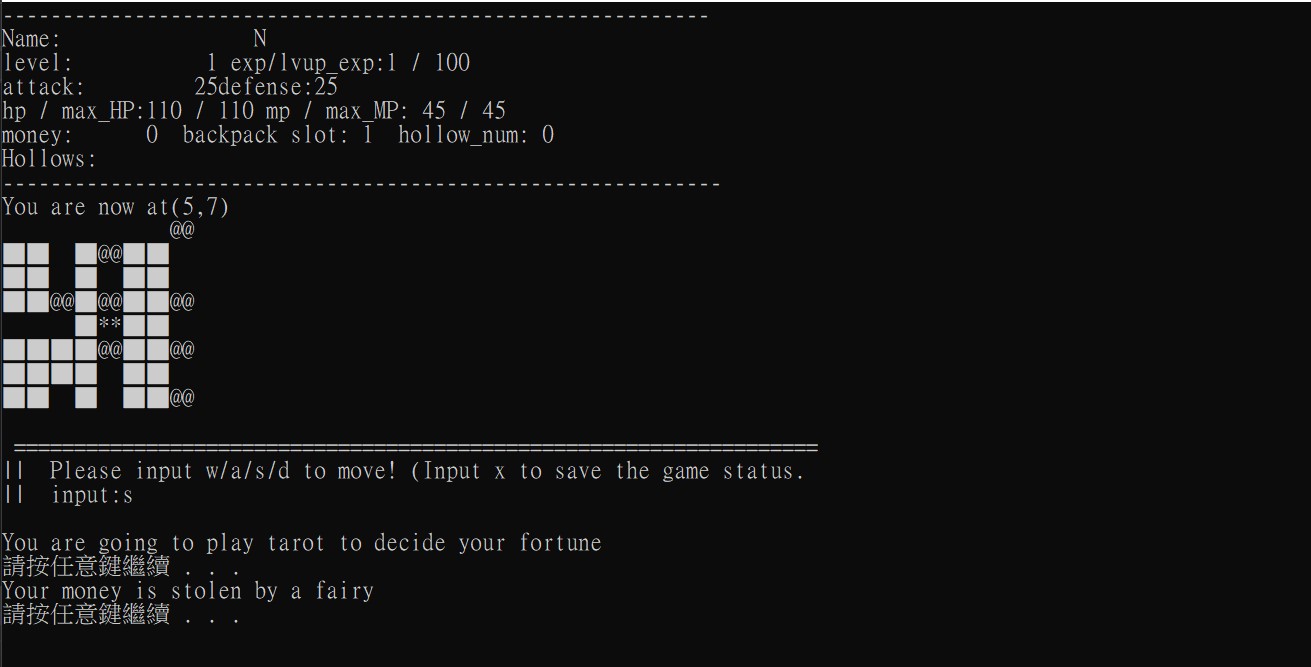 -----------------------------------------------------------
Name:                N
level:           1 exp/lvup_exp:1 / 100
attack:         25defense:25
hp / max_HP:110 / 110 mp / max_MP: 45 / 45
money:      0  backpack slot: 1  hollow_num: 0
Hollows:
------------------------------------------------------------
You are now at(5,7)
@@
@@
@@ @@ @@
**
@@ @@
@@
===================================================================
||  Please input w/a/s/d to move! (Input x to save the game status.
||  input:s
You are going to play tarot to decide your fortune
請按任意鍵繼續 . . .
Your money is stolen by a fairy
請按任意鍵繼續 . . .